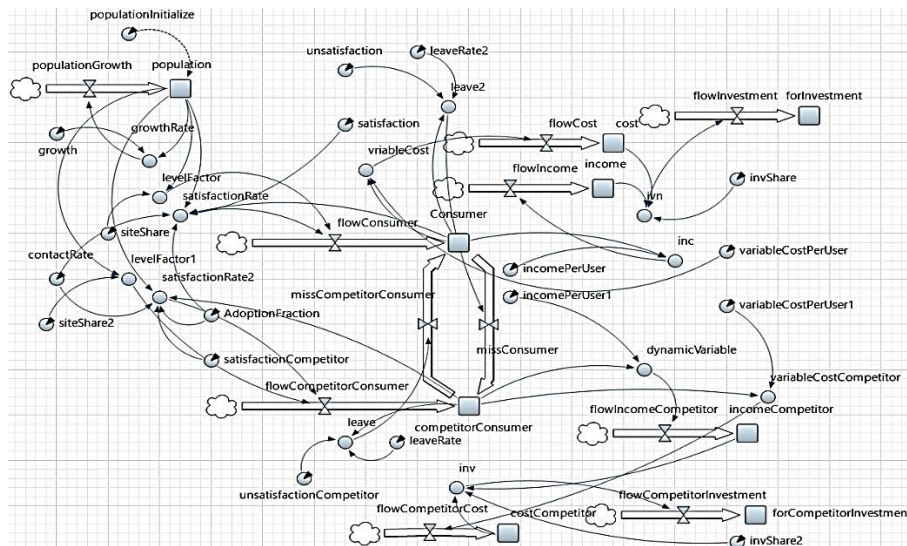 populationInitialize
populationGrowth
population
unsatisfaction
leaveRate2
leave2
flowInvestment
forInvestment
growth
growthRate
satisfaction
flowCost
cost
vriableCost
flowIncome
income
levelFactor
satisfactionRate
ivn
invShare
siteShare
flowConsumer
Consumer
contactRate
levelFactor1
satisfactionRate2
inc
variableCostPerUser
incomePerUser
missCompetitorConsumer
incomePerUser1
variableCostPerUser1
siteShare2
AdoptionFraction
missConsumer
dynamicVariable
satisfactionCompetitor
flowCompetitorConsumer
variableCostCompetitor
flowIncomeCompetitor
incomeCompetitor
leave
competitorConsumer
leaveRate
unsatisfactionCompetitor
inv
flowCompetitorInvestment
flowCompetitorCost
costCompetitor
forCompetitorInvestment
invShare2